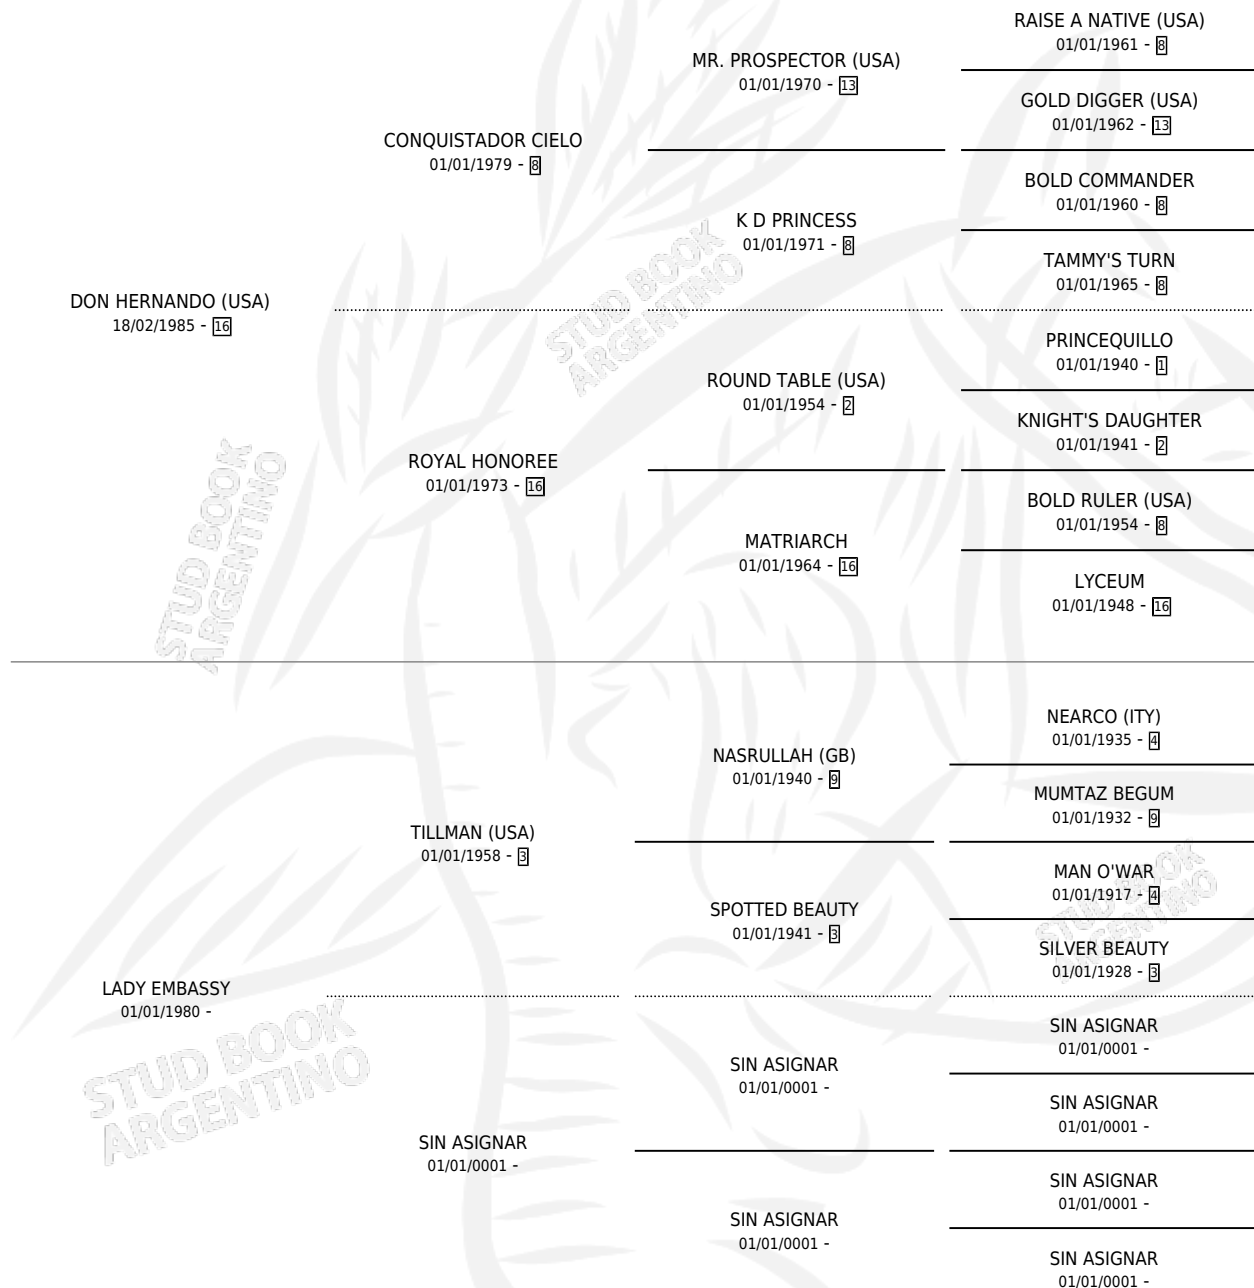 RAISE A NATIVE (USA)
01/01/1961 - 8
MR. PROSPECTOR (USA)
01/01/1970 - 13
GOLD DIGGER (USA)
01/01/1962 - 13
CONQUISTADOR CIELO
01/01/1979 - 8
BOLD COMMANDER
01/01/1960 - 8
K D PRINCESS
01/01/1971 - 8
TAMMY'S TURN
01/01/1965 - 8
DON HERNANDO (USA)
18/02/1985 - 16
PRINCEQUILLO
01/01/1940 - 1
ROUND TABLE (USA)
01/01/1954 - 2
KNIGHT'S DAUGHTER
01/01/1941 - 2
ROYAL HONOREE
01/01/1973 - 16
BOLD RULER (USA)
01/01/1954 - 8
MATRIARCH
01/01/1964 - 16
LYCEUM
01/01/1948 - 16
NEARCO (ITY)
01/01/1935 - 4
NASRULLAH (GB)
01/01/1940 - 9
MUMTAZ BEGUM
01/01/1932 - 9
TILLMAN (USA)
01/01/1958 - 3
MAN O'WAR
01/01/1917 - 4
SPOTTED BEAUTY
01/01/1941 - 3
SILVER BEAUTY
01/01/1928 - 3
LADY EMBASSY
01/01/1980 -
SIN ASIGNAR
01/01/0001 -
SIN ASIGNAR
01/01/0001 -
SIN ASIGNAR
01/01/0001 -
SIN ASIGNAR
01/01/0001 -
SIN ASIGNAR
01/01/0001 -
SIN ASIGNAR
01/01/0001 -
SIN ASIGNAR
01/01/0001 -
STUD BOOK
ARGENTINO
STUD BOOK
ARGENTINO
STUD BOOK
ARGENTINO
STUD BOOK
ARGENTINO